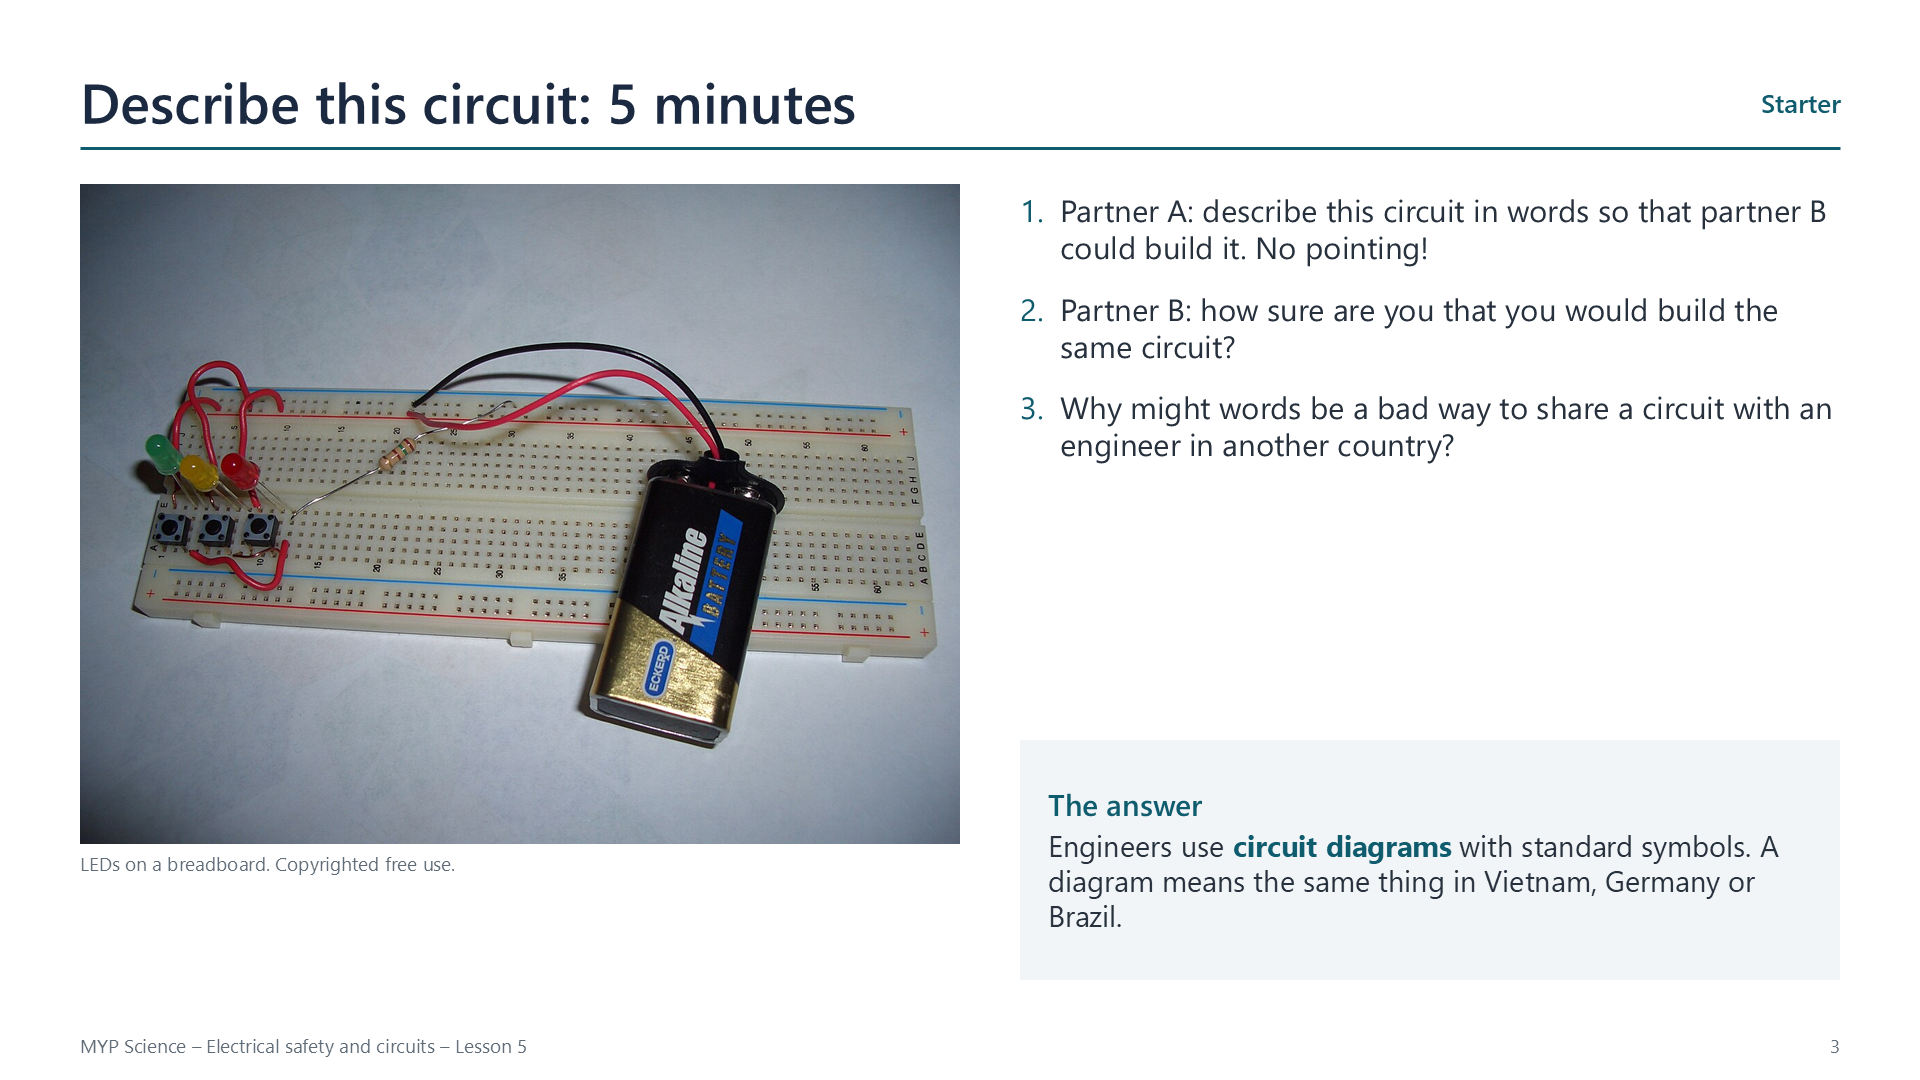 Describe this circuit: 5 minutes
Starter
1. Partner A: describe this circuit in words so that partner B
could build it. No pointing!
2. Partner B: how sure are you that you would build the
same circuit?
3. Why might words be a bad way to share a circuit with an
engineer in another country?
Alkaline
BATTERY
ECKERD
LEDs on a breadboard. Copyrighted free use.
The answer
Engineers use circuit diagrams with standard symbols. A
diagram means the same thing in Vietnam, Germany or
Brazil.
MYP Science – Electrical safety and circuits – Lesson 5
3